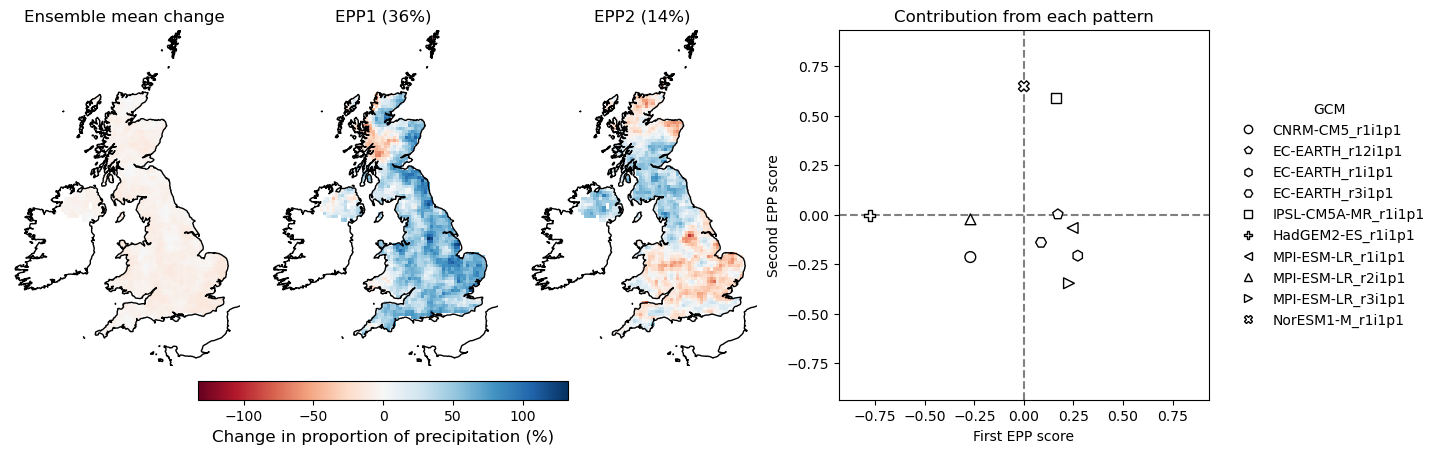 Ensemble mean change
EPP1 (36%)
EPP2 (14%)
Contribution from each pattern
−100 −50 0 50 100
Change in proportion of precipitation (%)
0.75
0.50
0.25
0.00
−0.25
−0.50
−0.75
Second EPP score
−0.75 −0.50 −0.25 0.00 0.25 0.50 0.75
First EPP score
GCM
CNRM-CM5_r1i1p1
EC-EARTH_r12i1p1
EC-EARTH_r1i1p1
EC-EARTH_r3i1p1
IPSL-CM5A-MR_r1i1p1
HadGEM2-ES_r1i1p1
MPI-ESM-LR_r1i1p1
MPI-ESM-LR_r2i1p1
MPI-ESM-LR_r3i1p1
NorESM1-M_r1i1p1